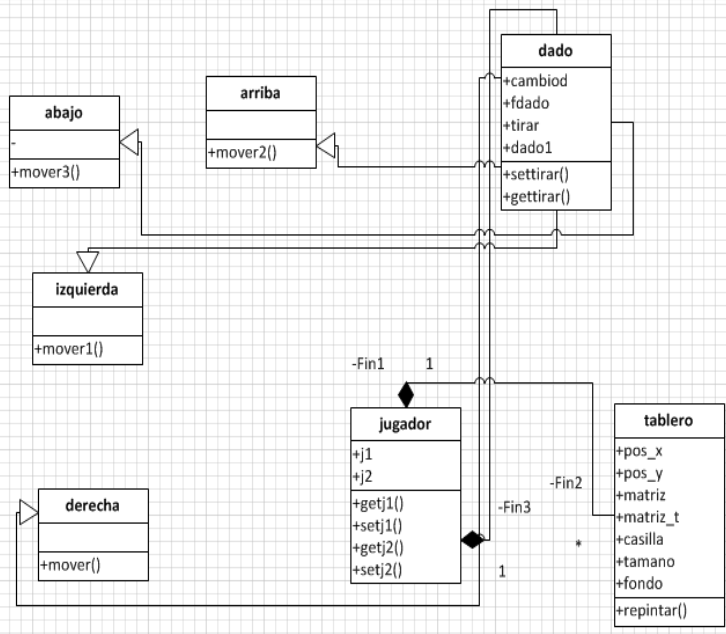 dado
+cambiod
+fdado
+tirar
+dado1
+settirar()
+gettirar()
arriba
+mover2()
abajo
-
+mover3()
izquierda
+mover1()
-Fin1
1
jugador
+j1
+j2
+getj1()
+setj1()
+getj2()
+setj2()
-Fin3
1
-Fin2
*
tablero
+pos_x
+pos_y
+matriz
+matriz_t
+casilla
+tamano
+fondo
+repintar()
derecha
+mover()